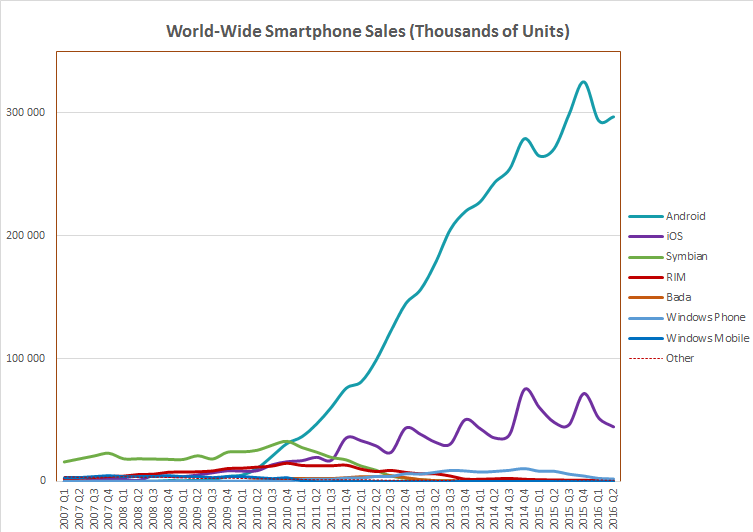 World-Wide Smartphone Sales (Thousands of Units)
300 000
200 000
100 000
0
Android
iOS
Symbian
RIM
Bada
Windows Phone
Windows Mobile
Other
2007 Q1
2007 Q2
2007 Q3
2007 Q4
2008 Q1
2008 Q2
2008 Q3
2008 Q4
2009 Q1
2009 Q2
2009 Q3
2009 Q4
2010 Q1
2010 Q2
2010 Q3
2010 Q4
2011 Q1
2011 Q2
2011 Q3
2011 Q4
2012 Q1
2012 Q2
2012 Q3
2012 Q4
2013 Q1
2013 Q2
2013 Q3
2013 Q4
2014 Q1
2014 Q2
2014 Q3
2014 Q4
2015 Q1
2015 Q2
2015 Q3
2015 Q4
2016 Q1
2016 Q2